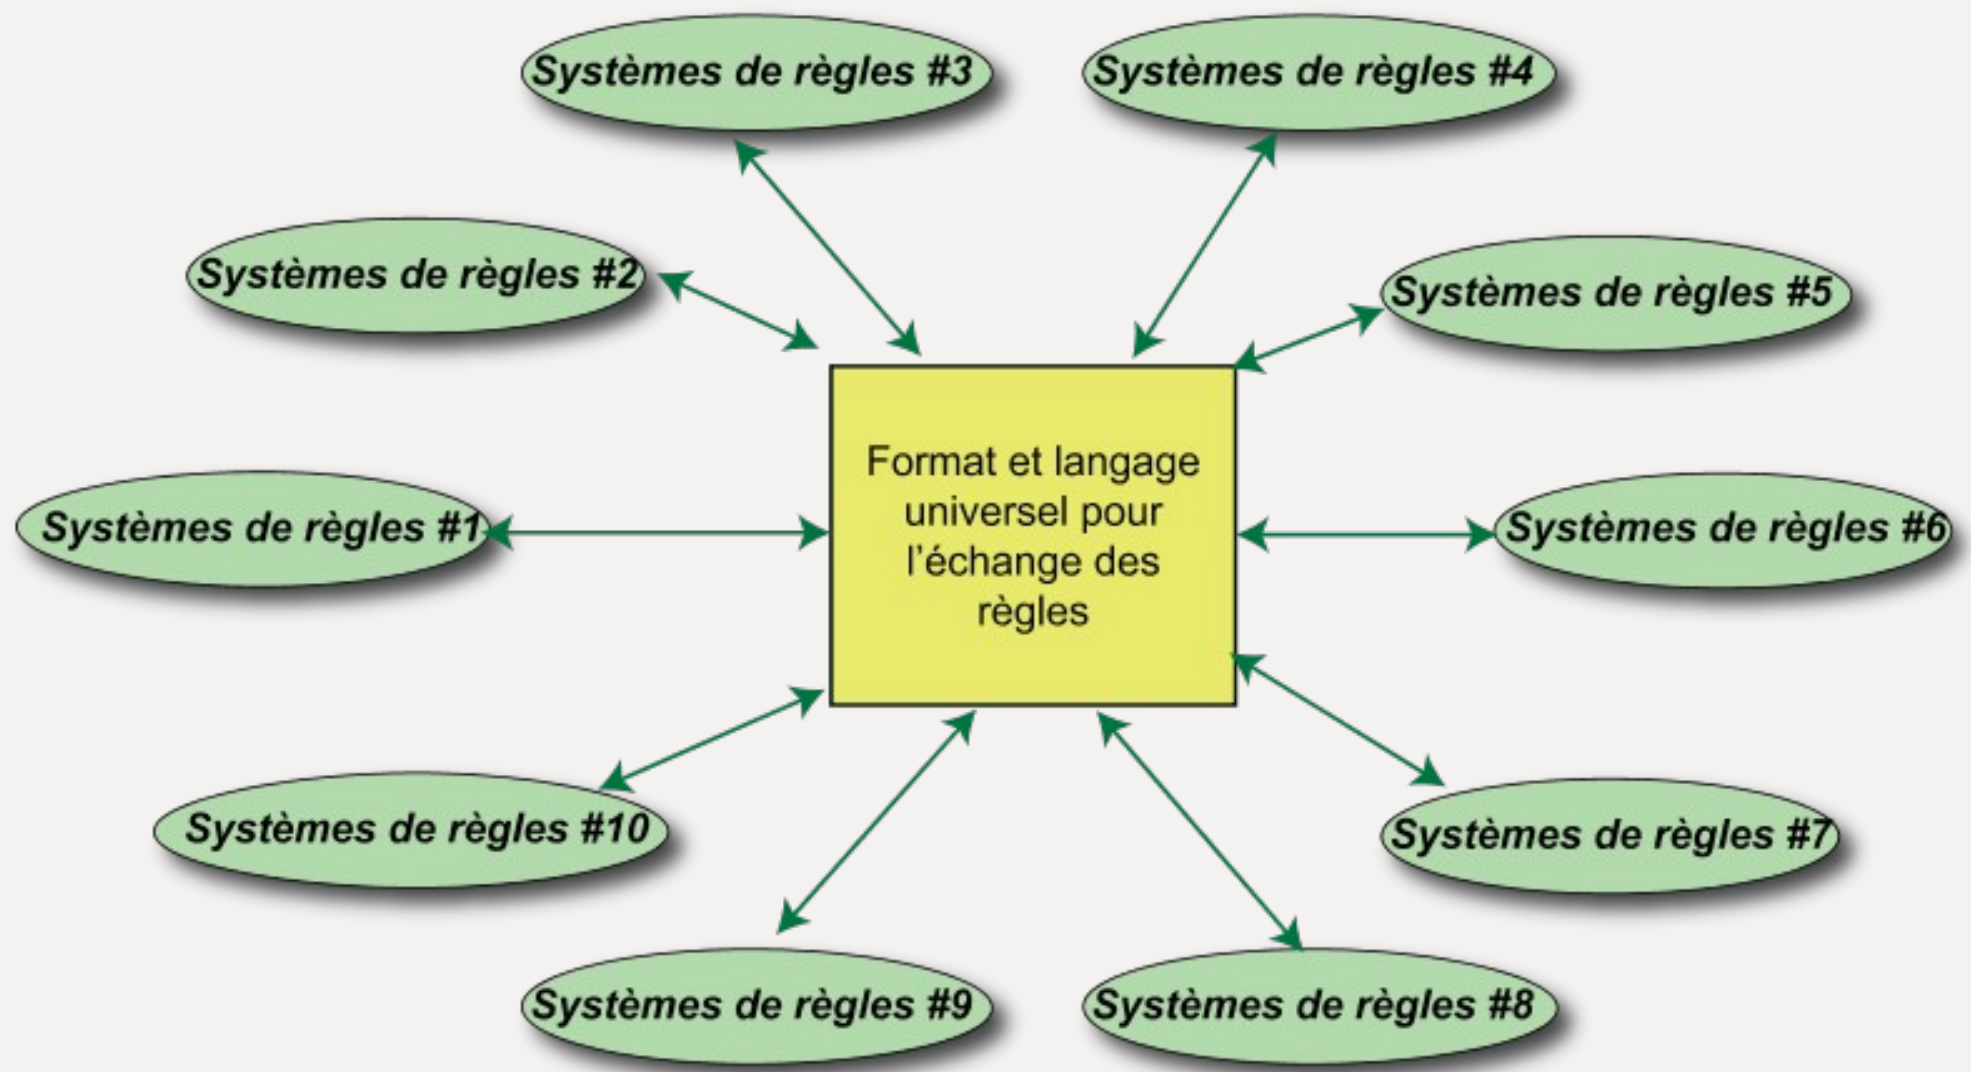 Systèmes de règles #3
Systèmes de règles #4
Systèmes de règles #2
Systèmes de règles #5
Format et langage
universel pour
l'échange des
règles
Systèmes de règles #1
Systèmes de règles #6
Systèmes de règles #10
Systèmes de règles #7
Systèmes de règles #9
Systèmes de règles #8